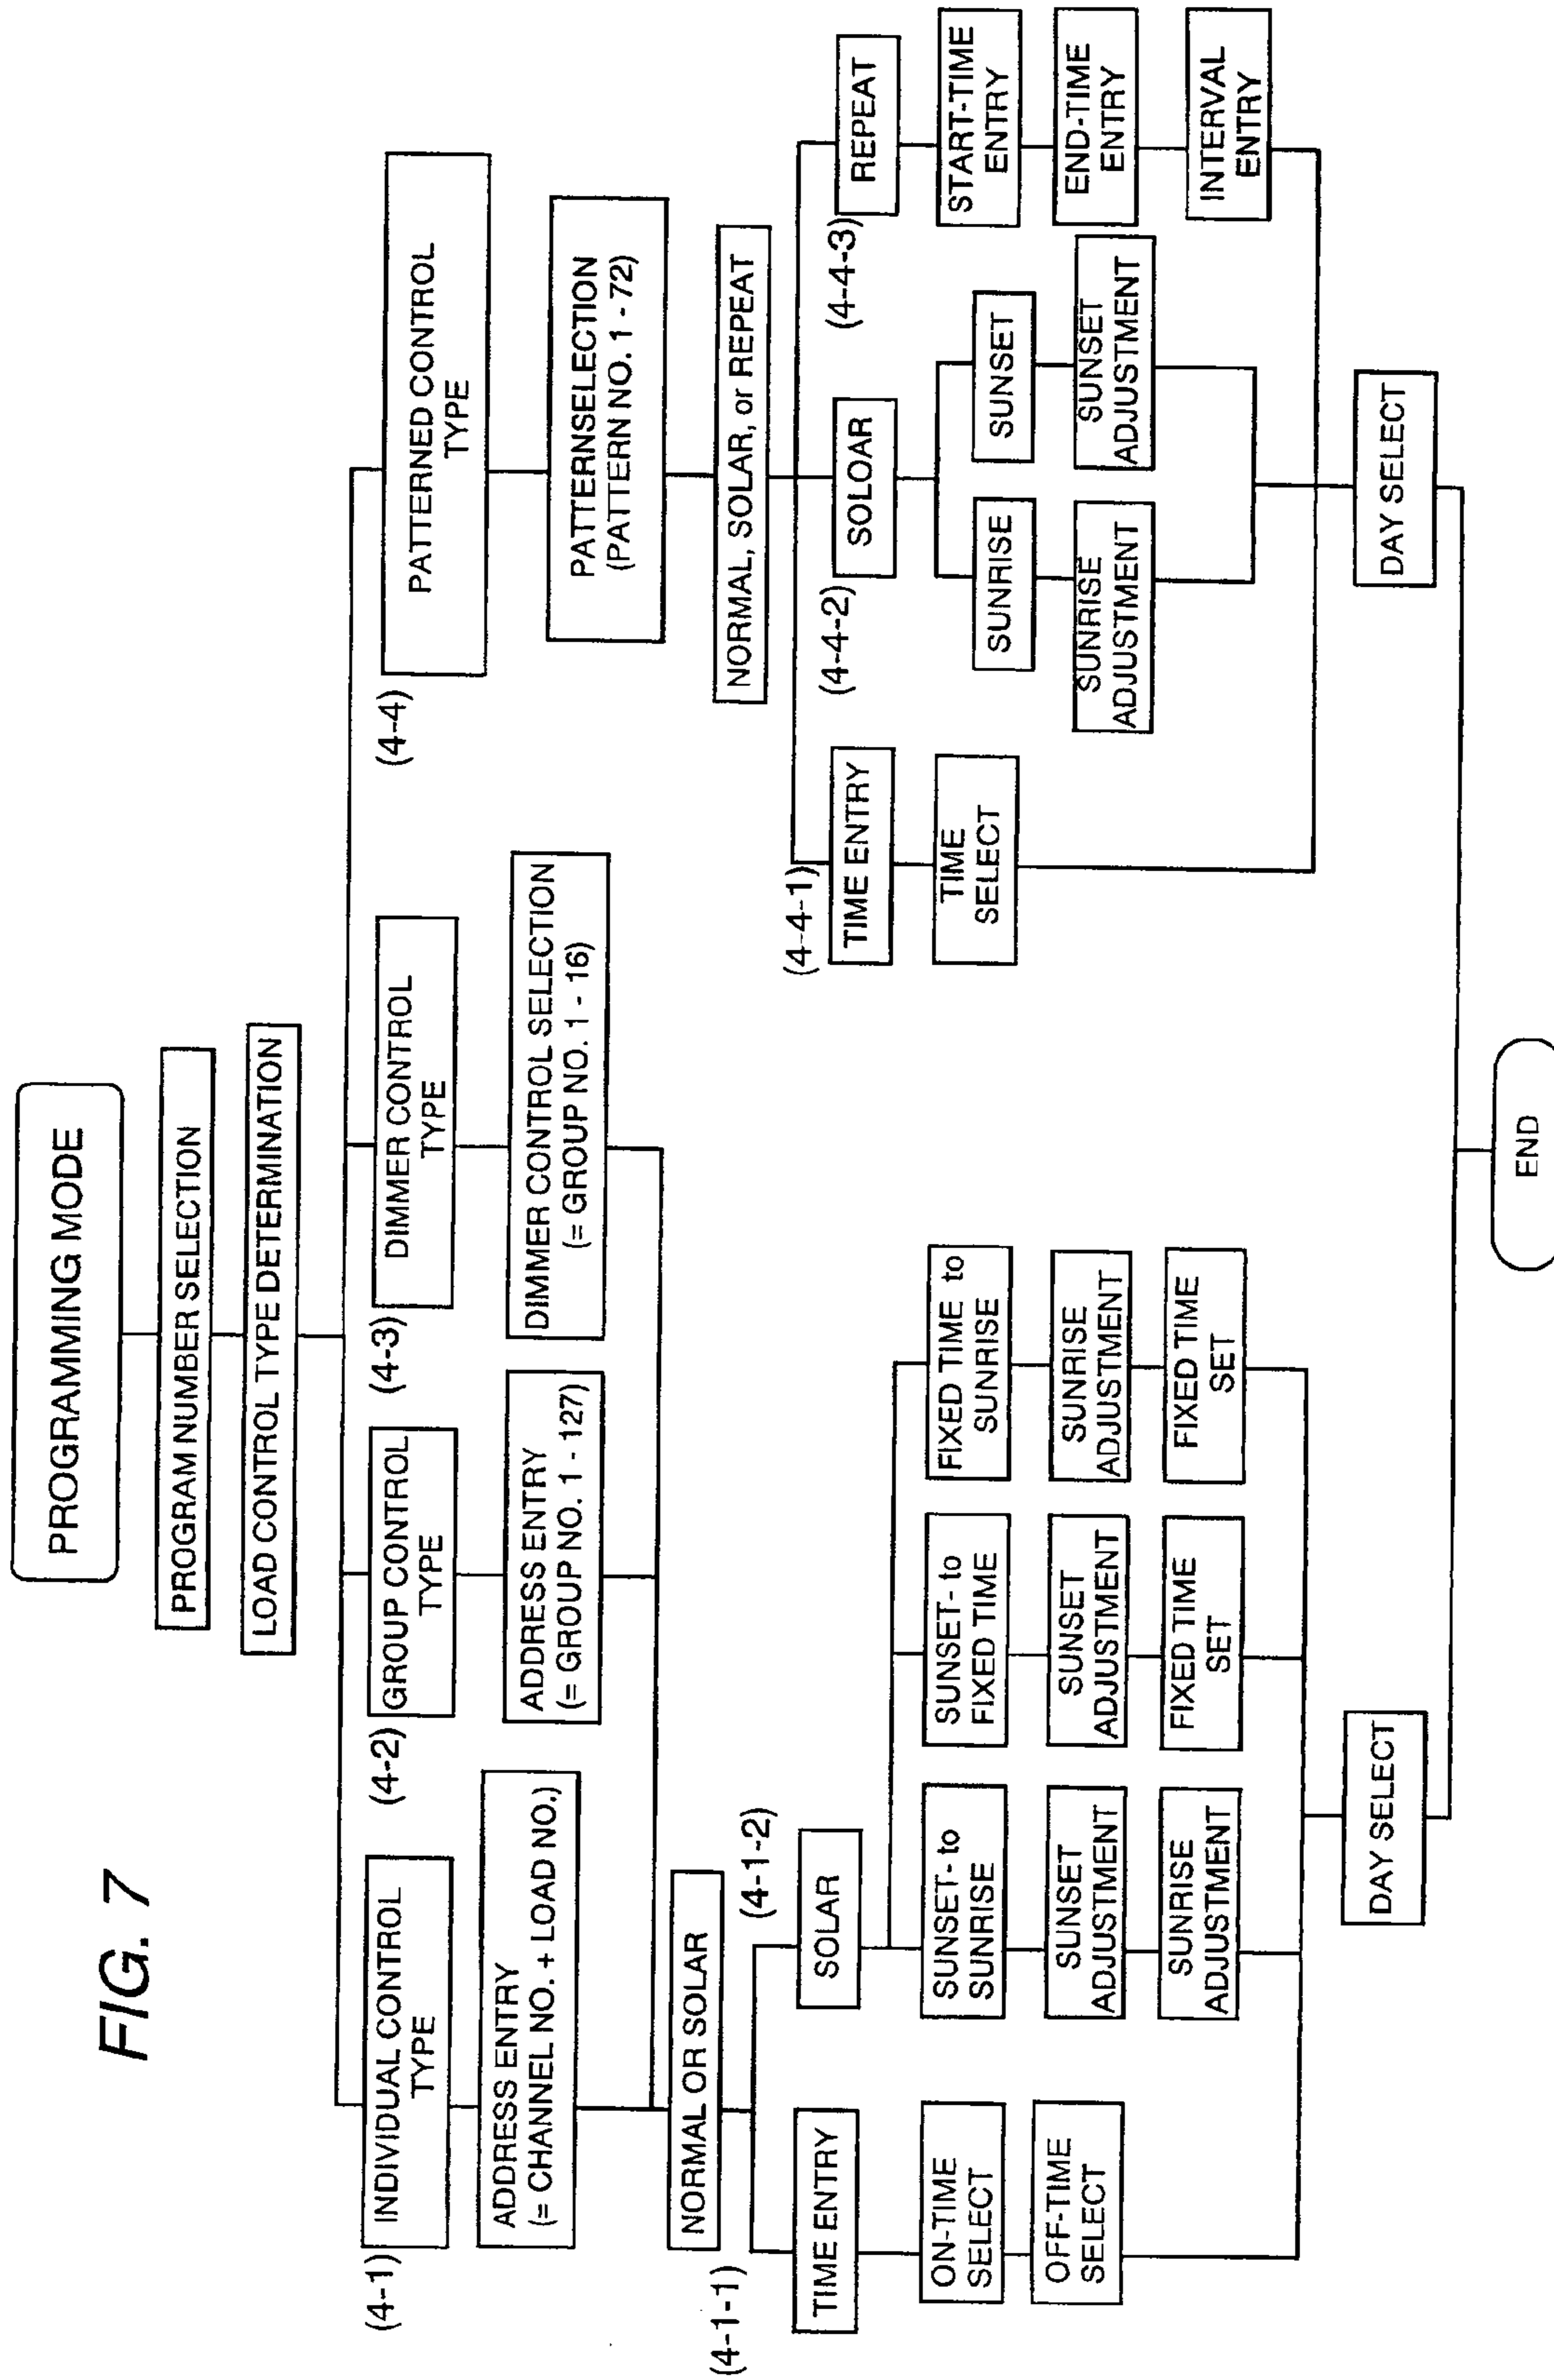 FIG. 7
PROGRAMMING MODE
PROGRAM NUMBER SELECTION
LOAD CONTROL TYPE DETERMINATION
(4-1)
INDIVIDUAL CONTROL
TYPE
ADDRESS ENTRY
(= CHANNEL NO. + LOAD NO.)
(4-2)
GROUP CONTROL
TYPE
ADDRESS ENTRY
(= GROUP NO. 1 - 127)
(4-3)
DIMMER CONTROL
TYPE
DIMMER CONTROL SELECTION
(= GROUP NO. 1 - 16)
(4-4)
PATTERNED CONTROL
TYPE
PATTERNSELECTION
(PATTERN NO. 1 - 72)
NORMAL OR SOLAR
(4-1-1)
TIME ENTRY
ON-TIME
SELECT
OFF-TIME
SELECT
(4-1-2)
SOLAR
SUNSET- to
SUNRISE
SUNSET
ADJUSTMENT
SUNRISE
ADJUSTMENT
SUNSET- to
FIXED TIME
SUNSET
ADJUSTMENT
FIXED TIME
SET
FIXED TIME to
SUNRISE
SUNRISE
ADJUSTMENT
FIXED TIME
SET
DAY SELECT
NORMAL, SOLAR, or REPEAT
(4-4-1)
TIME ENTRY
TIME
SELECT
(4-4-2)
SOLOAR
SUNRISE
SUNRISE
ADJUSTMENT
SUNSET
SUNSET
ADJUSTMENT
(4-4-3)
REPEAT
START-TIME
ENTRY
END-TIME
ENTRY
INTERVAL
ENTRY
DAY SELECT
END